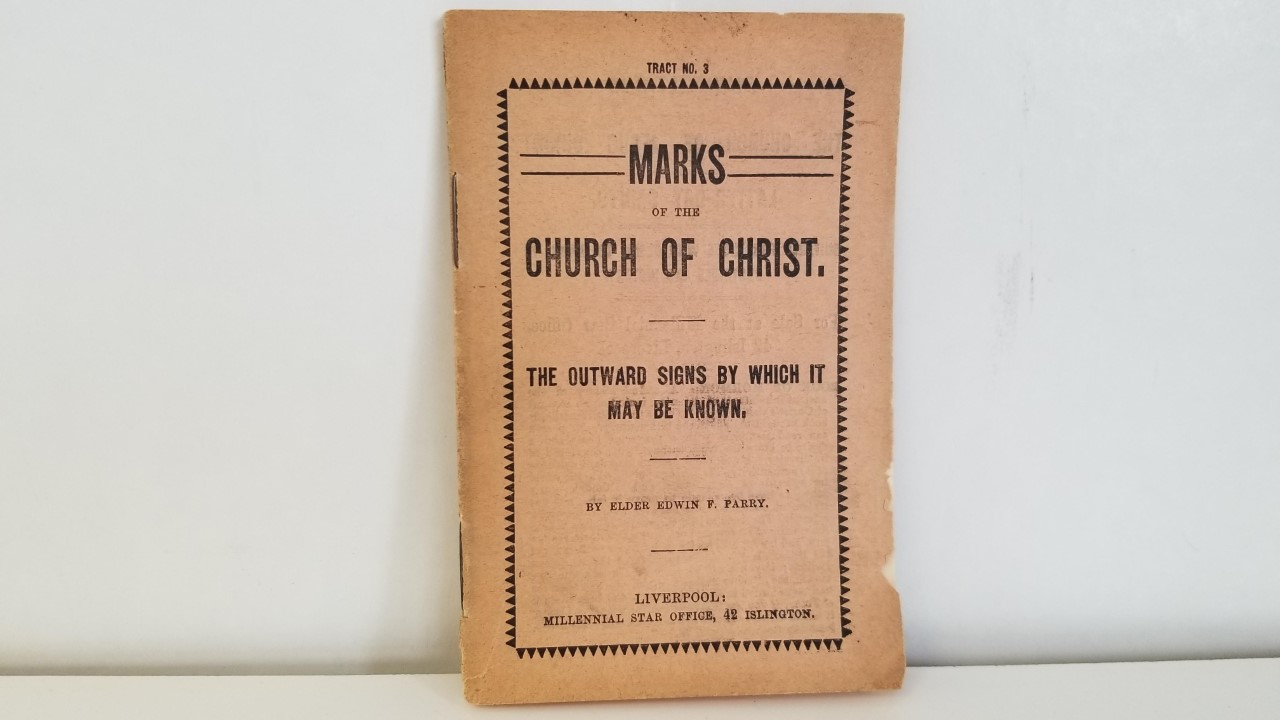 TRACT NO. 3
MARKS
OF THE
CHURCH OF CHRIST.
THE OUTWARD SIGNS BY WHICH IT
MAY BE KNOWN.
BY ELDER EDWIN F. PARRY.
LIVERPOOL:
MILLENNIAL STAR OFFICE, 42 ISLINGTON.